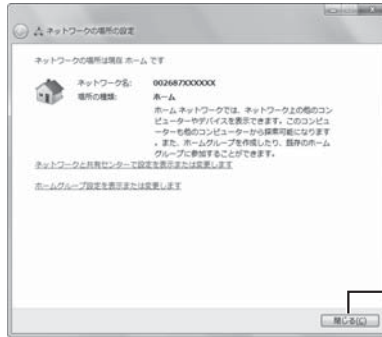 ネットワークの場所の設定
ネットワークの場所は現在 ホーム です
ネットワーク名: 002687XXXXXX
場所の種類: ホーム
ホーム ネットワークでは、ネットワーク上の他のコン
ピューターやデバイスを表示できます。このコンピュ
ーターも他のコンピューターから探索可能になります
。また、ホームグループを作成したり、既存のホーム
グループに参加することができます。
ネットワークと共有センターで設定を表示または変更します
ホームグループ設定を表示または変更します
閉じる(C)